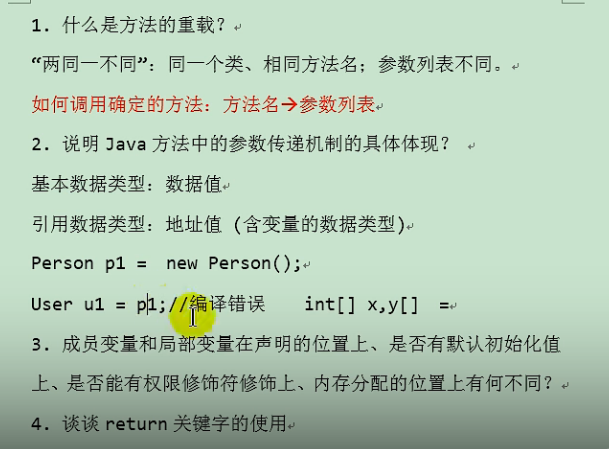 1. 什么是方法的重载？
“两同一不同”：同一个类、相同方法名；参数列表不同。
如何调用确定的方法：方法名→参数列表
2. 说明 Java 方法中的参数传递机制的具体体现？
基本数据类型：数据值
引用数据类型：地址值 (含变量的数据类型)
Person p1 =  new Person();
User u1 = p1;//编译错误    int[] x,y[]  =
3. 成员变量和局部变量在声明的位置上、是否有默认初始化值
上、是否能有权限修饰符修饰上、内存分配的位置上有何不同？
4. 谈谈 return 关键字的使用